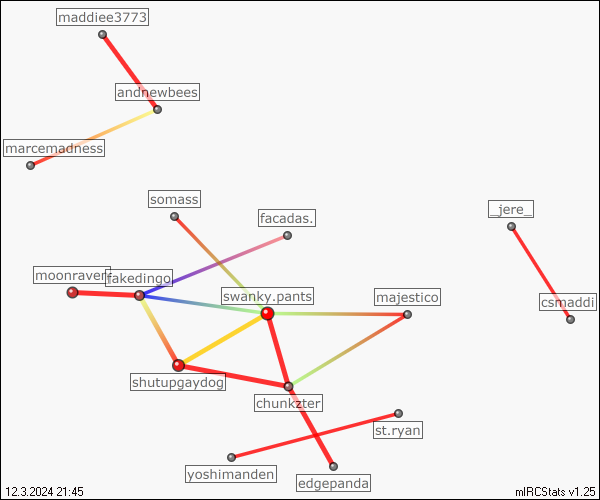 maddiee3773
andnewbees
marcemadness
somass
_jere_
facadas.
moonraver
fakedingo
swanky.pants
majestico
csmaddi
shutupgaydog
chunkzter
st.ryan
yoshimanden
edgepanda
12.3.2024 21:45
mIRCStats v1.25